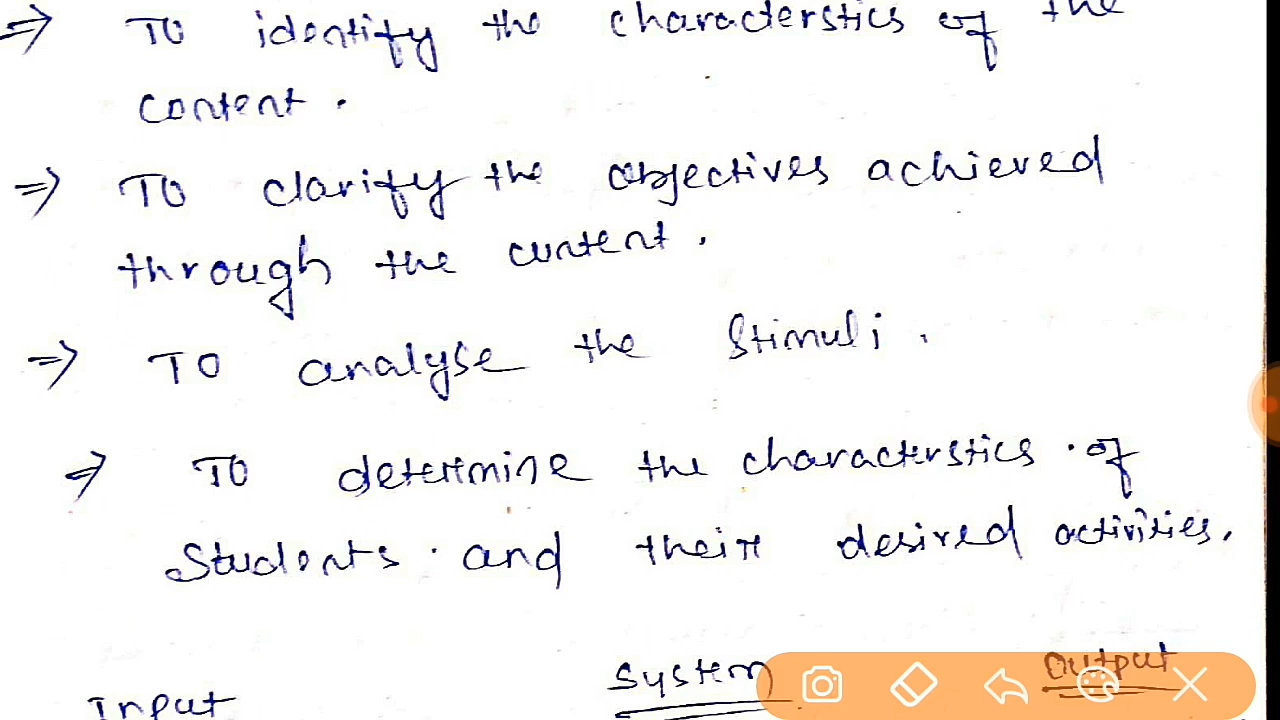 ⇒ To identify the characterstics of the
content.
⇒ To clarify the objectives achieved
through the content.
⇒ To analyse the Stimuli.
⇒ To determine the characterstics of
Students and their desired activities.
Input System Output